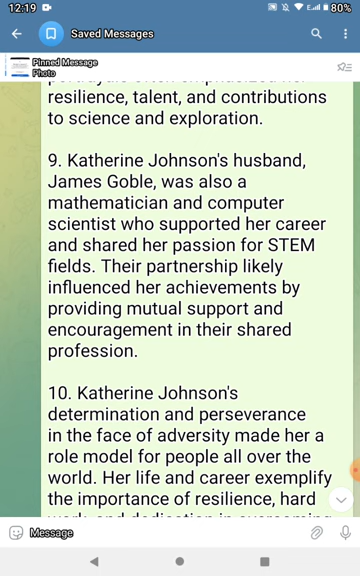 12:19
80%
Saved Messages
Pinned Message
Photo
resilience, talent, and contributions
to science and exploration.
9. Katherine Johnson's husband,
James Goble, was also a
mathematician and computer
scientist who supported her career
and shared her passion for STEM
fields. Their partnership likely
influenced her achievements by
providing mutual support and
encouragement in their shared
profession.
10. Katherine Johnson's
determination and perseverance
in the face of adversity made her a
role model for people all over the
world. Her life and career exemplify
the importance of resilience, hard
Message